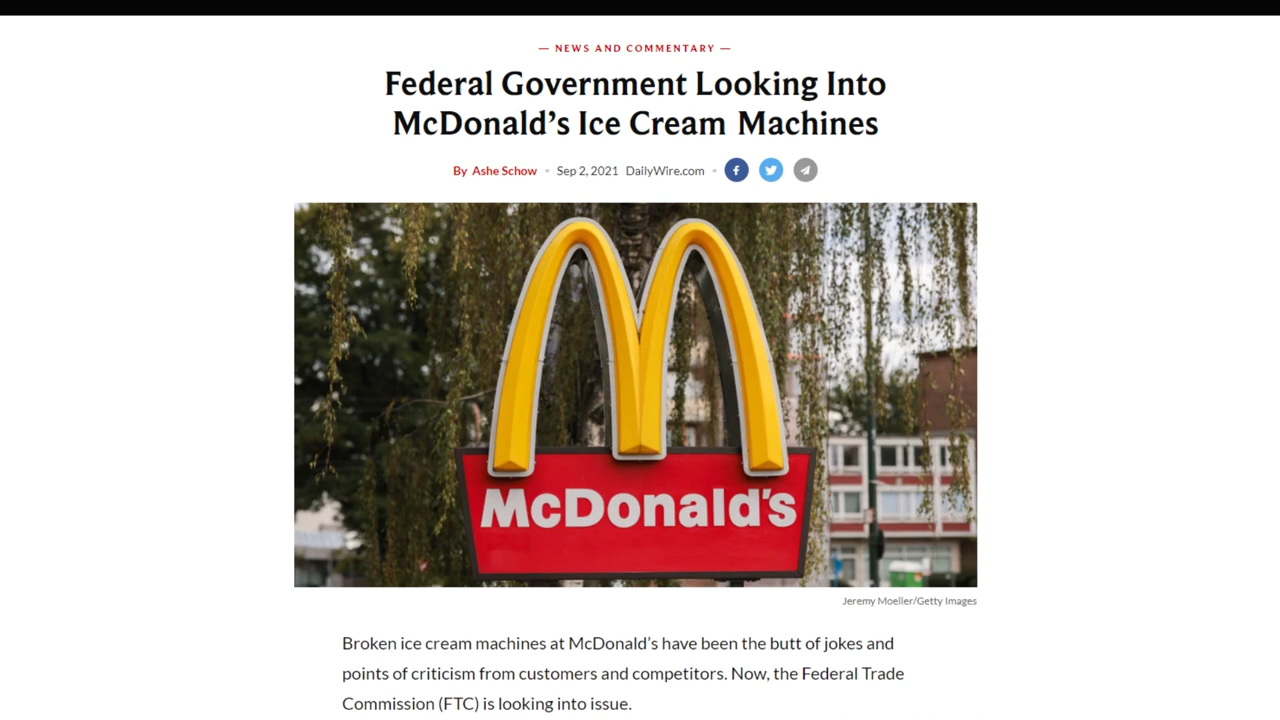 — NEWS AND COMMENTARY —
Federal Government Looking Into
McDonald’s Ice Cream Machines
By Ashe Schow • Sep 2, 2021 DailyWire.com •
McDonald's
Jeremy Moeller/Getty Images
Broken ice cream machines at McDonald’s have been the butt of jokes and
points of criticism from customers and competitors. Now, the Federal Trade
Commission (FTC) is looking into issue.